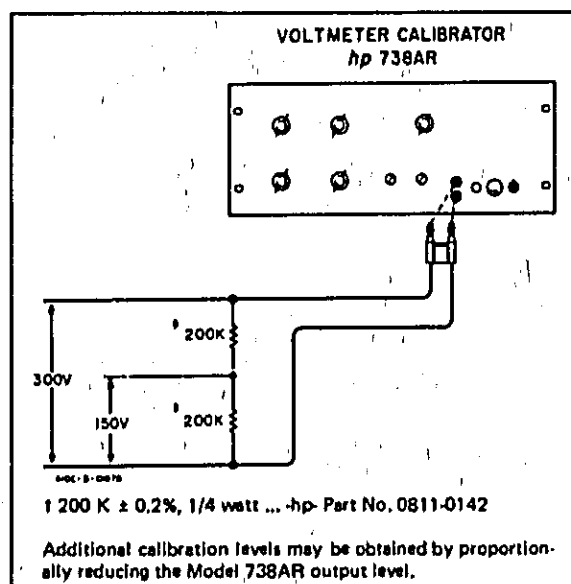 VOLTMETER CALIBRATOR
hp 738AR
200K
300V
150V
200K
† 200 K ± 0.2%, 1/4 watt ... -hp- Part No. 0811-0142
Additional calibration levels may be obtained by proportion-
ally reducing the Model 738AR output level.